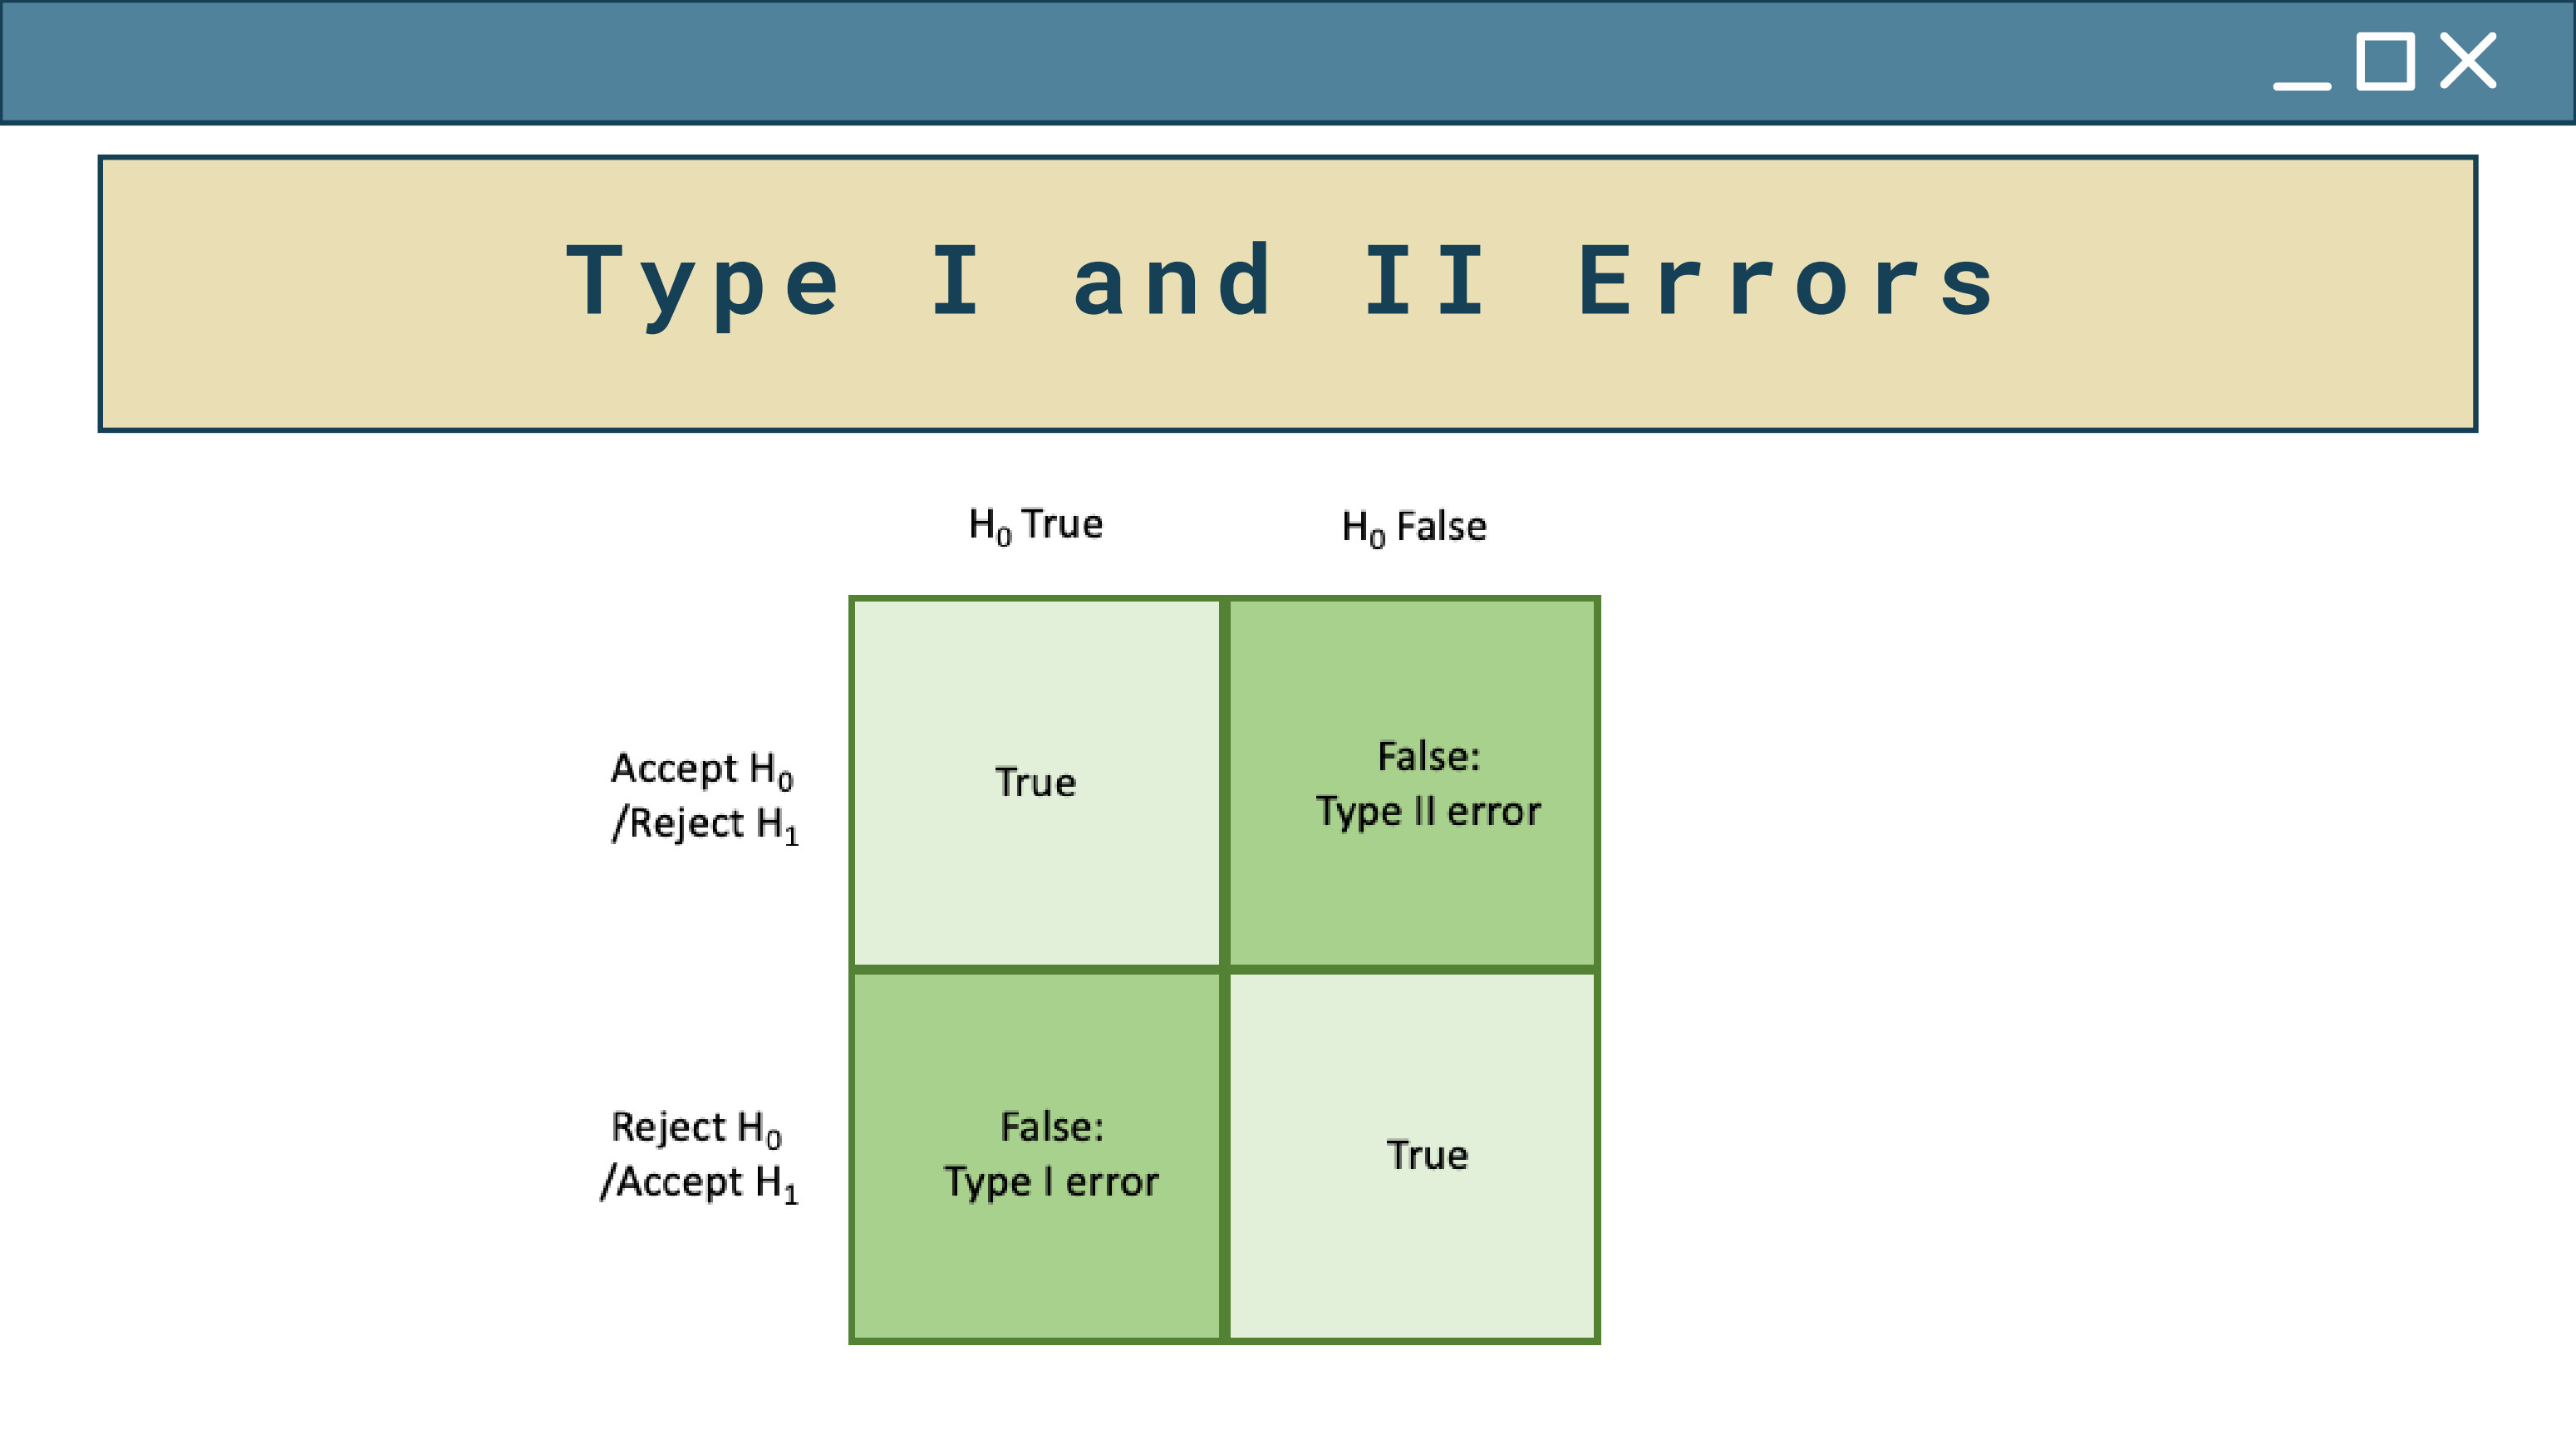 Type I and II Errors
H₀ True
H₀ False
Accept H₀
/Reject H₁
True
False:
Type II error
Reject H₀
/Accept H₁
False:
Type I error
True